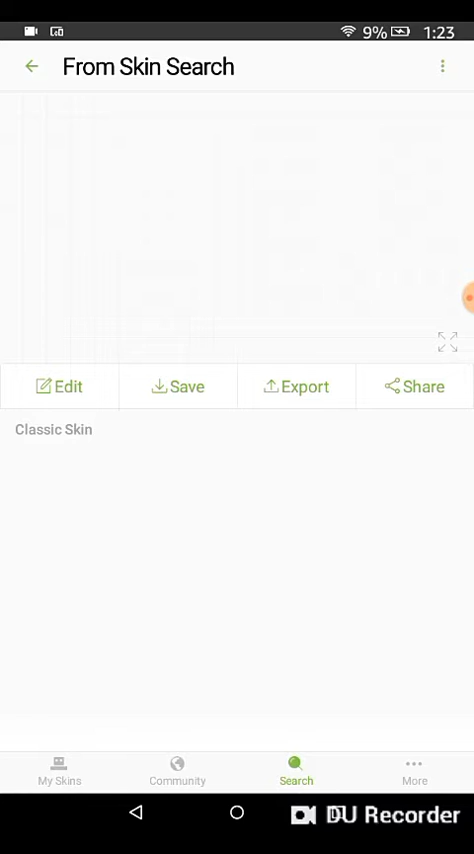 9% 1:23
From Skin Search
Edit Save Export Share
Classic Skin
My Skins Community Search More
DU Recorder